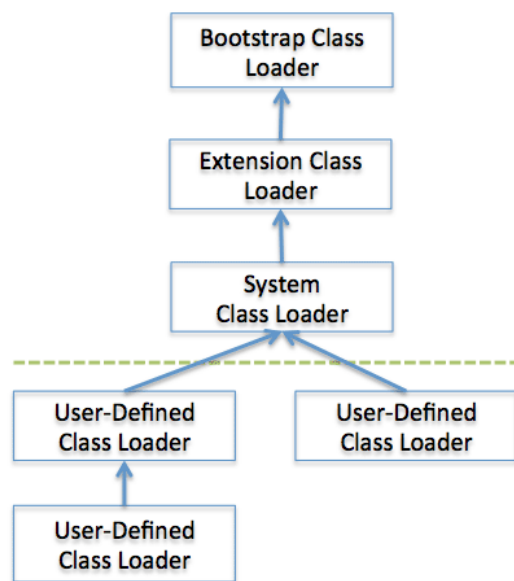 Bootstrap Class
Loader
Extension Class
Loader
System
Class Loader
User-Defined
Class Loader
User-Defined
Class Loader
User-Defined
Class Loader